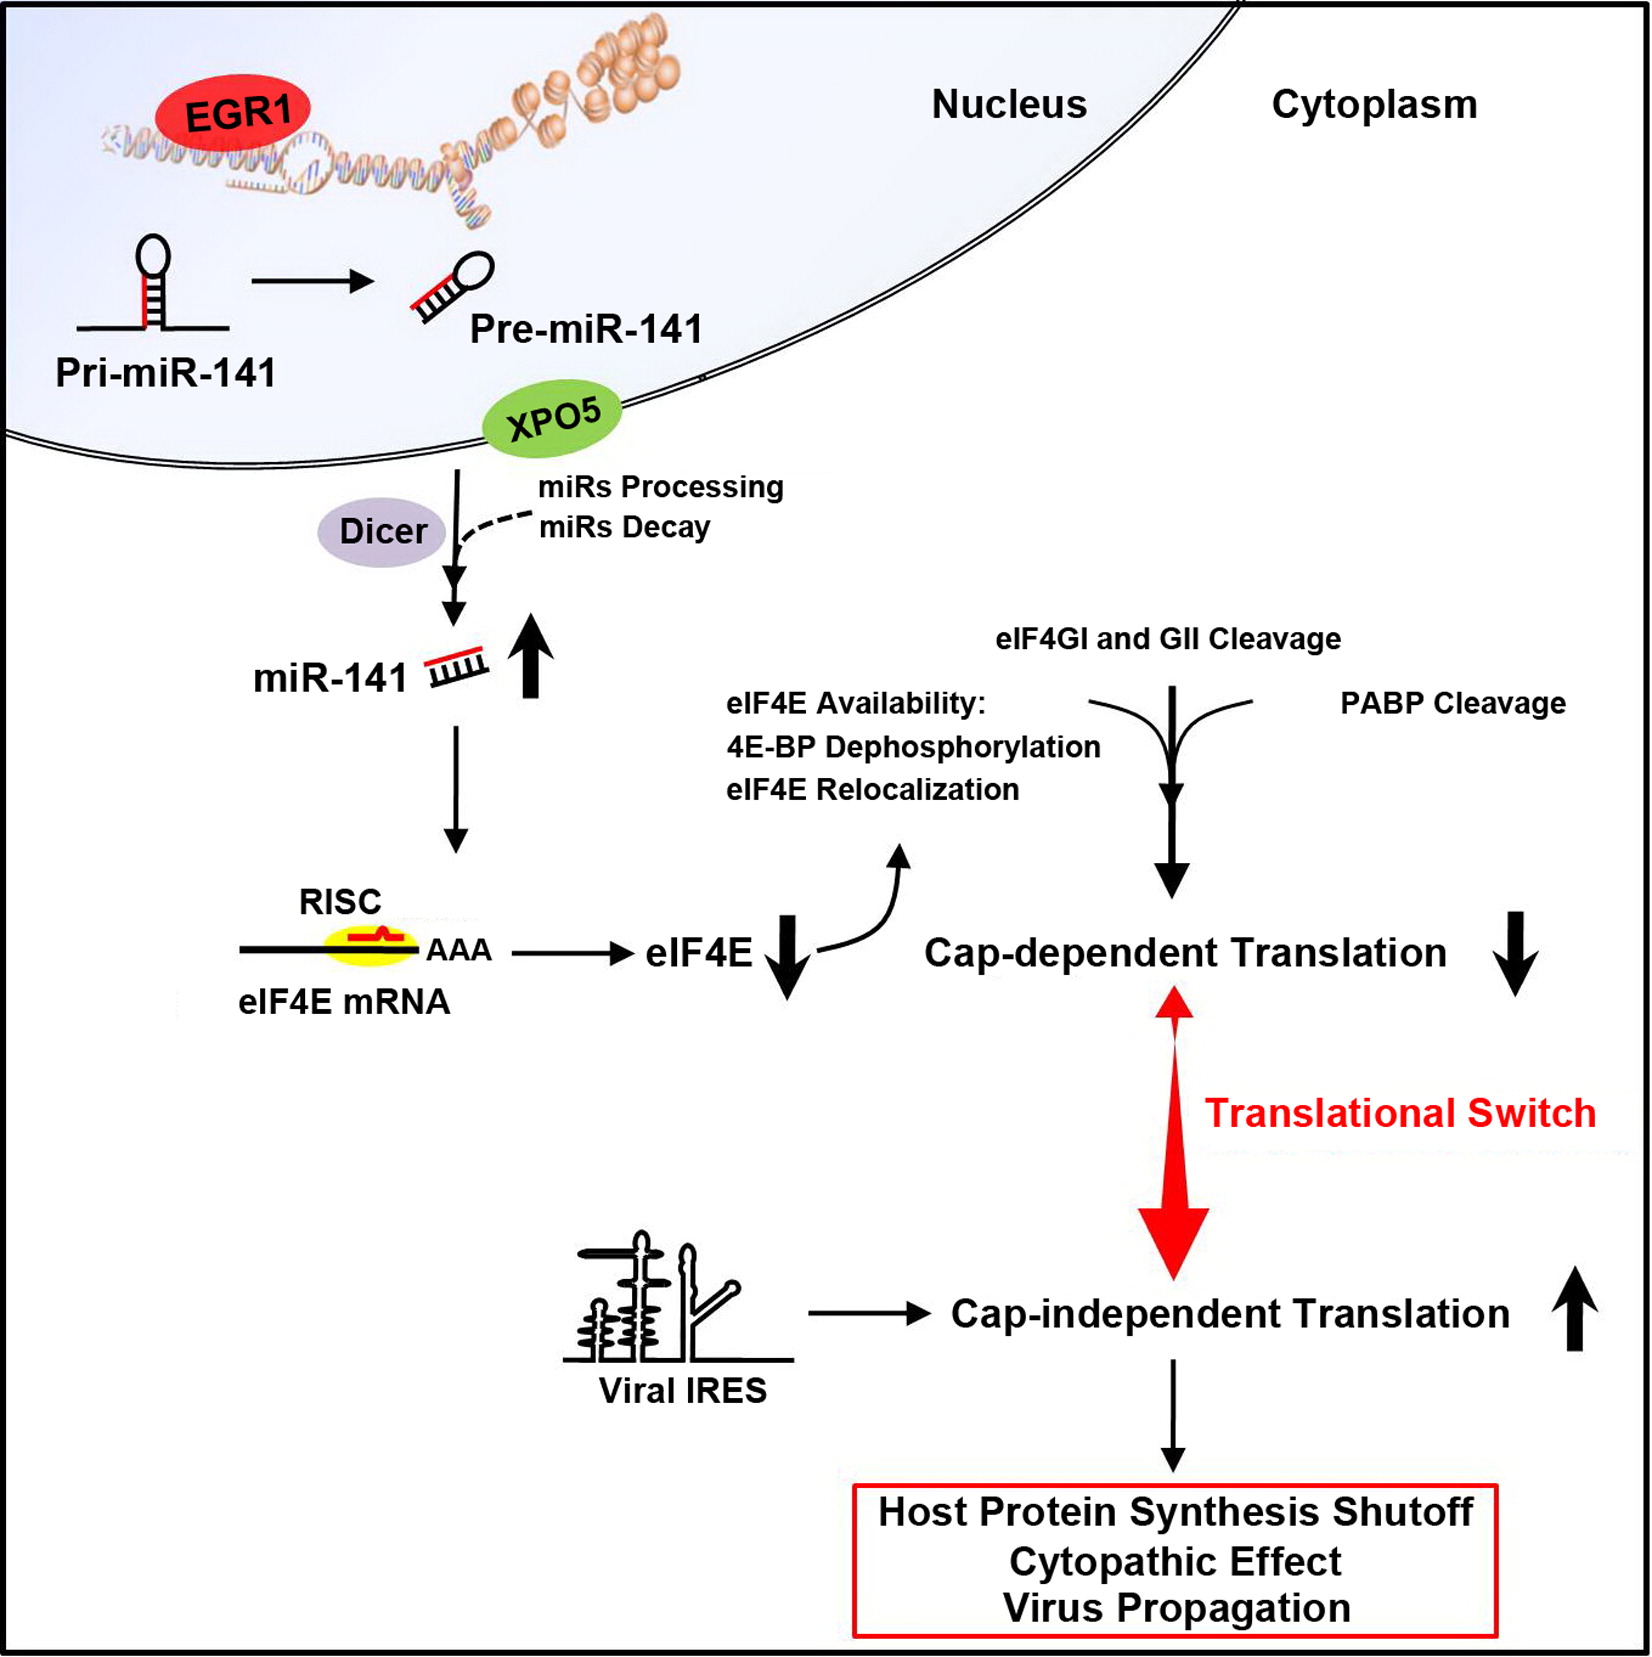 EGR1
Nucleus
Cytoplasm
Pri-miR-141
Pre-miR-141
XPO5
Dicer
miRs Processing
miRs Decay
miR-141
eIF4GI and GII Cleavage
eIF4E Availability:
4E-BP Dephosphorylation
eIF4E Relocalization
PABP Cleavage
RISC
AAA
eIF4E mRNA
eIF4E
Cap-dependent Translation
Translational Switch
Viral IRES
Cap-independent Translation
Host Protein Synthesis Shutoff
Cytopathic Effect
Virus Propagation